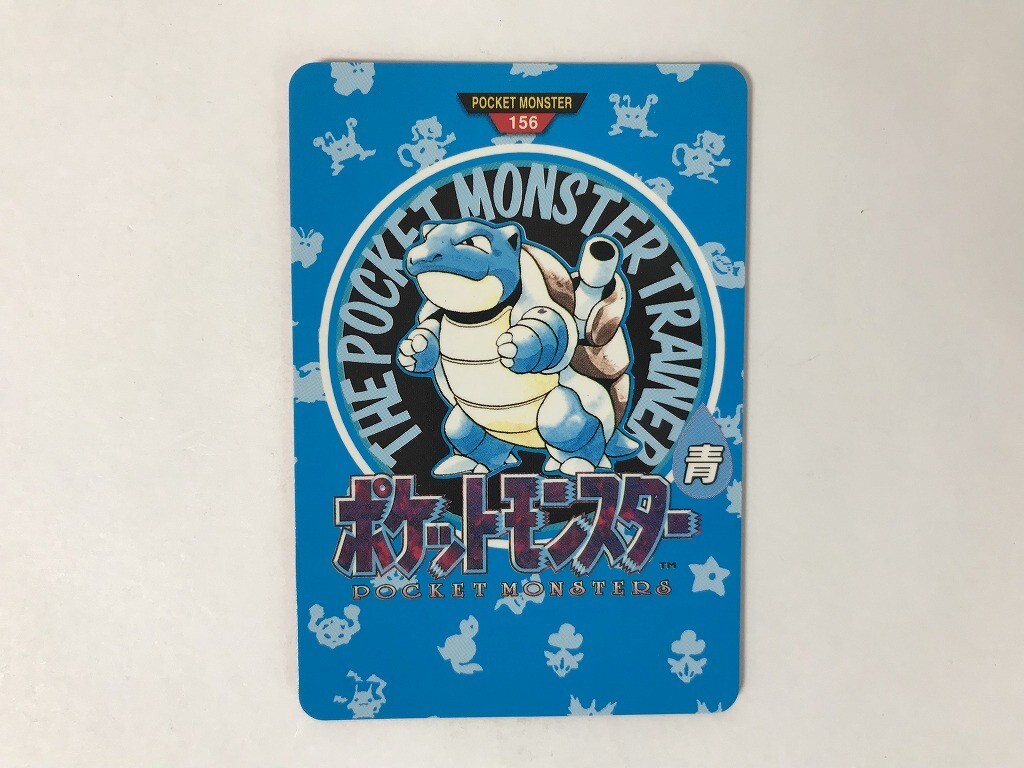 POCKET MONSTER
156
THE POCKET MONSTER TRAINER
青
ポケットモンスター
TM
POCKET MONSTERS